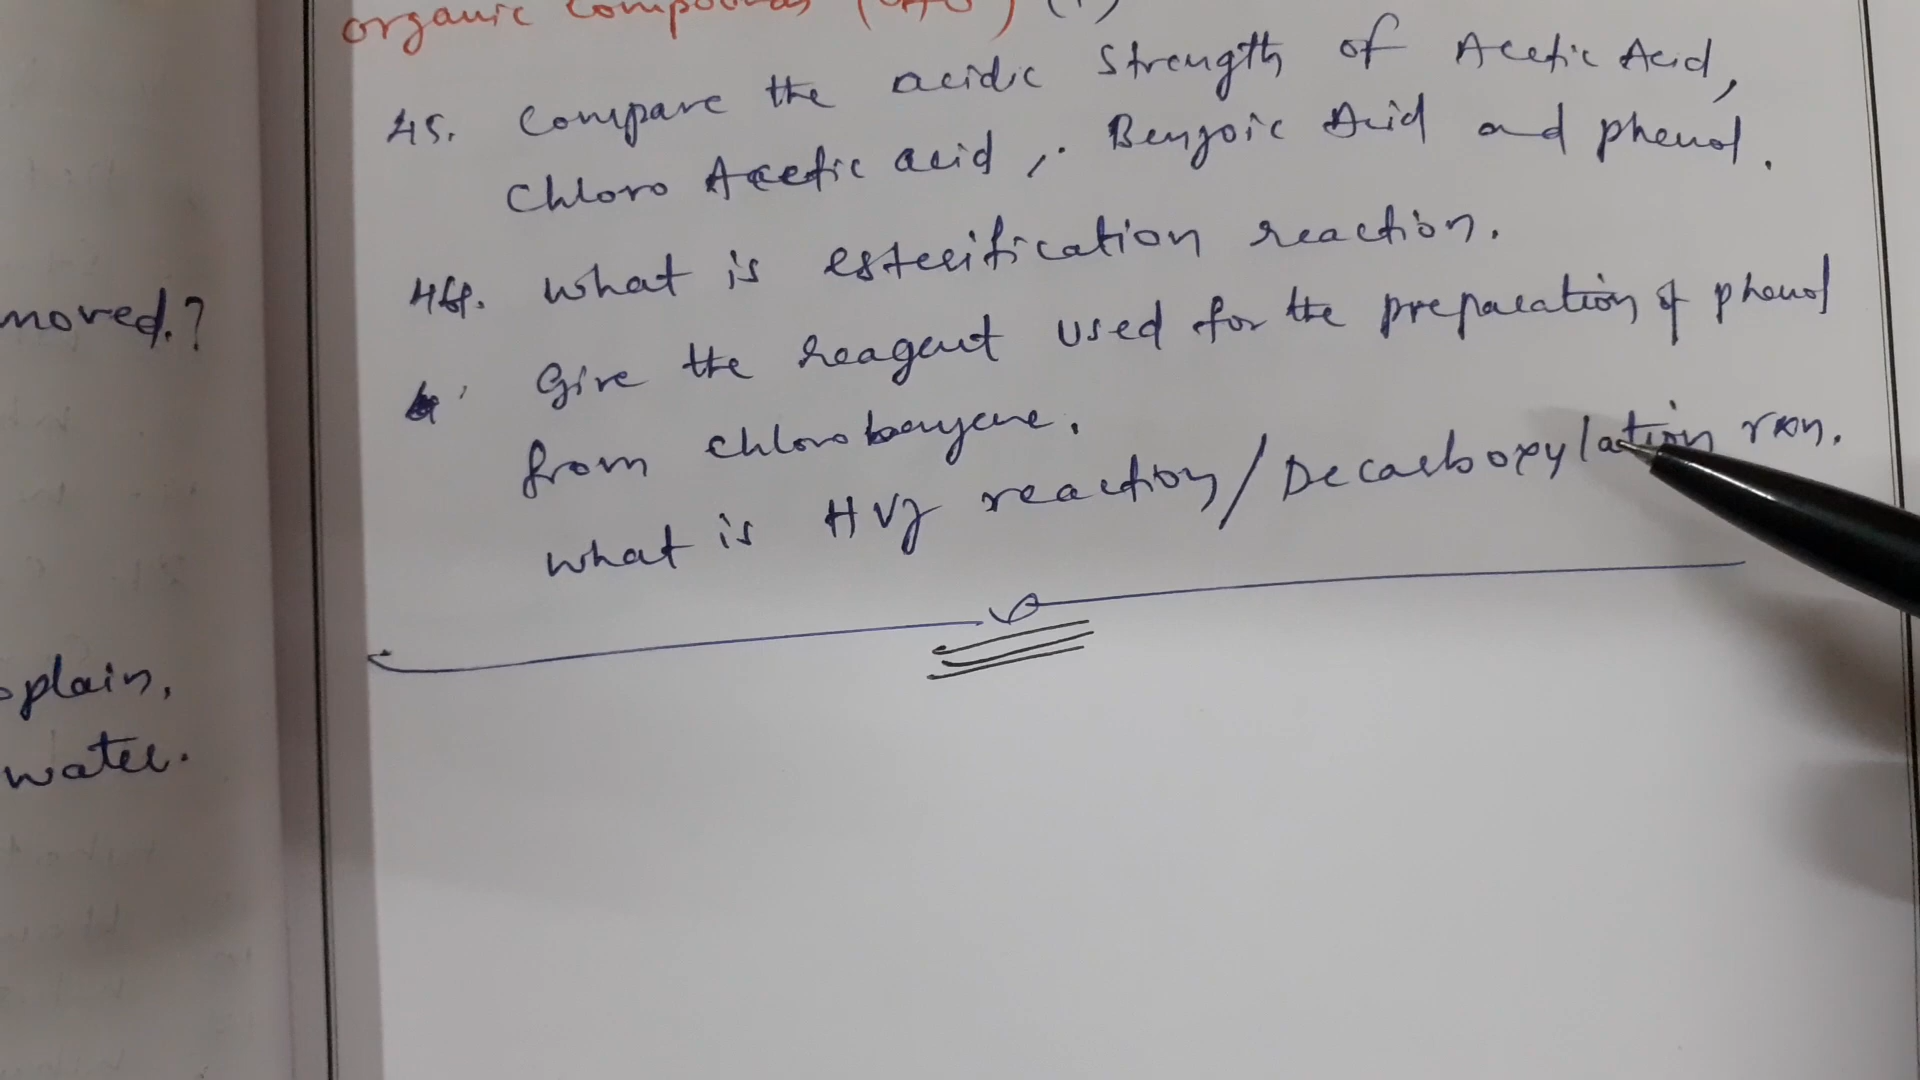 organic compounds
45. Compare the acidic strength of Acetic Acid,
Chloro Acetic acid, Benzoic Acid and phenol.
46. What is esterification reaction.
Give the reagent used for the preparation of phenol
from chlorobenzene.
What is HVZ reaction/Decarboxylation rxn.
moved.?
plain,
water.